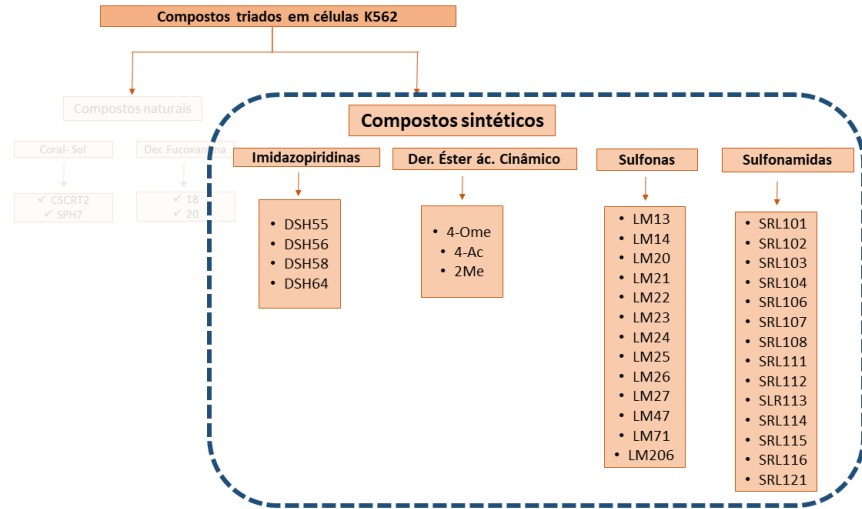 Compostos triados em células K562
Compostos naturais
Coral- Sol
✓ CSCRT2
✓ SPH7
Der. Fucoxantina
✓ 18
✓ 20
Compostos sintéticos
Imidazopiridinas
• DSH55
• DSH56
• DSH58
• DSH64
Der. Éster ác. Cinâmico
• 4-Ome
• 4-Ac
• 2Me
Sulfonas
• LM13
• LM14
• LM20
• LM21
• LM22
• LM23
• LM24
• LM25
• LM26
• LM27
• LM47
• LM71
• LM206
Sulfonamidas
• SRL101
• SRL102
• SRL103
• SRL104
• SRL106
• SRL107
• SRL108
• SRL111
• SRL112
• SLR113
• SRL114
• SRL115
• SRL116
• SRL121